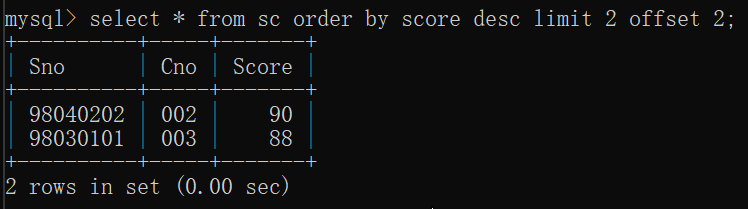 mysql> select * from sc order by score desc limit 2 offset 2;
+----------+-----+-------+
| Sno      | Cno | Score |
+----------+-----+-------+
| 98040202 | 002 |    90 |
| 98030101 | 003 |    88 |
+----------+-----+-------+
2 rows in set (0.00 sec)